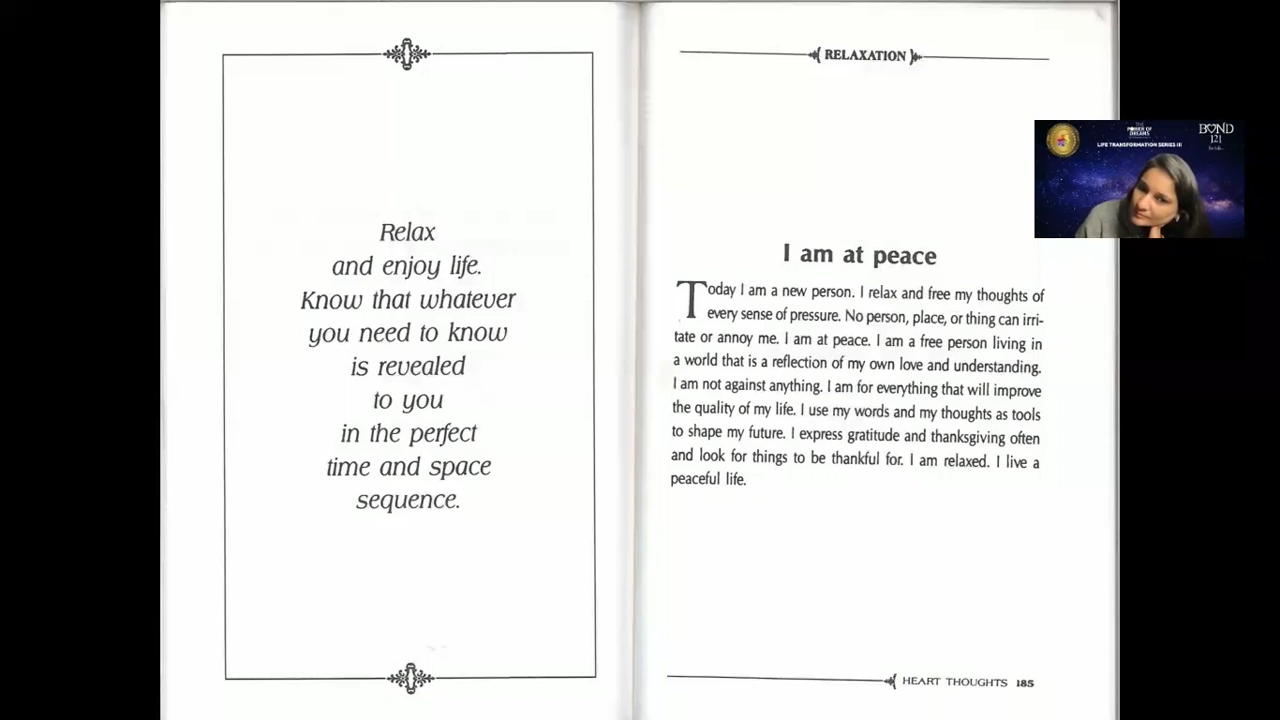 Relax
and enjoy life.
Know that whatever
you need to know
is revealed
to you
in the perfect
time and space
sequence.
RELAXATION
I am at peace
Today I am a new person. I relax and free my thoughts of
every sense of pressure. No person, place, or thing can irri-
tate or annoy me. I am at peace. I am a free person living in
a world that is a reflection of my own love and understanding.
I am not against anything. I am for everything that will improve
the quality of my life. I use my words and my thoughts as tools
to shape my future. I express gratitude and thanksgiving often
and look for things to be thankful for. I am relaxed. I live a
peaceful life.
HEART THOUGHTS 185
THE
POWER OF
DREAMS
LIFE TRANSFORMATION SERIES III
BOND
121